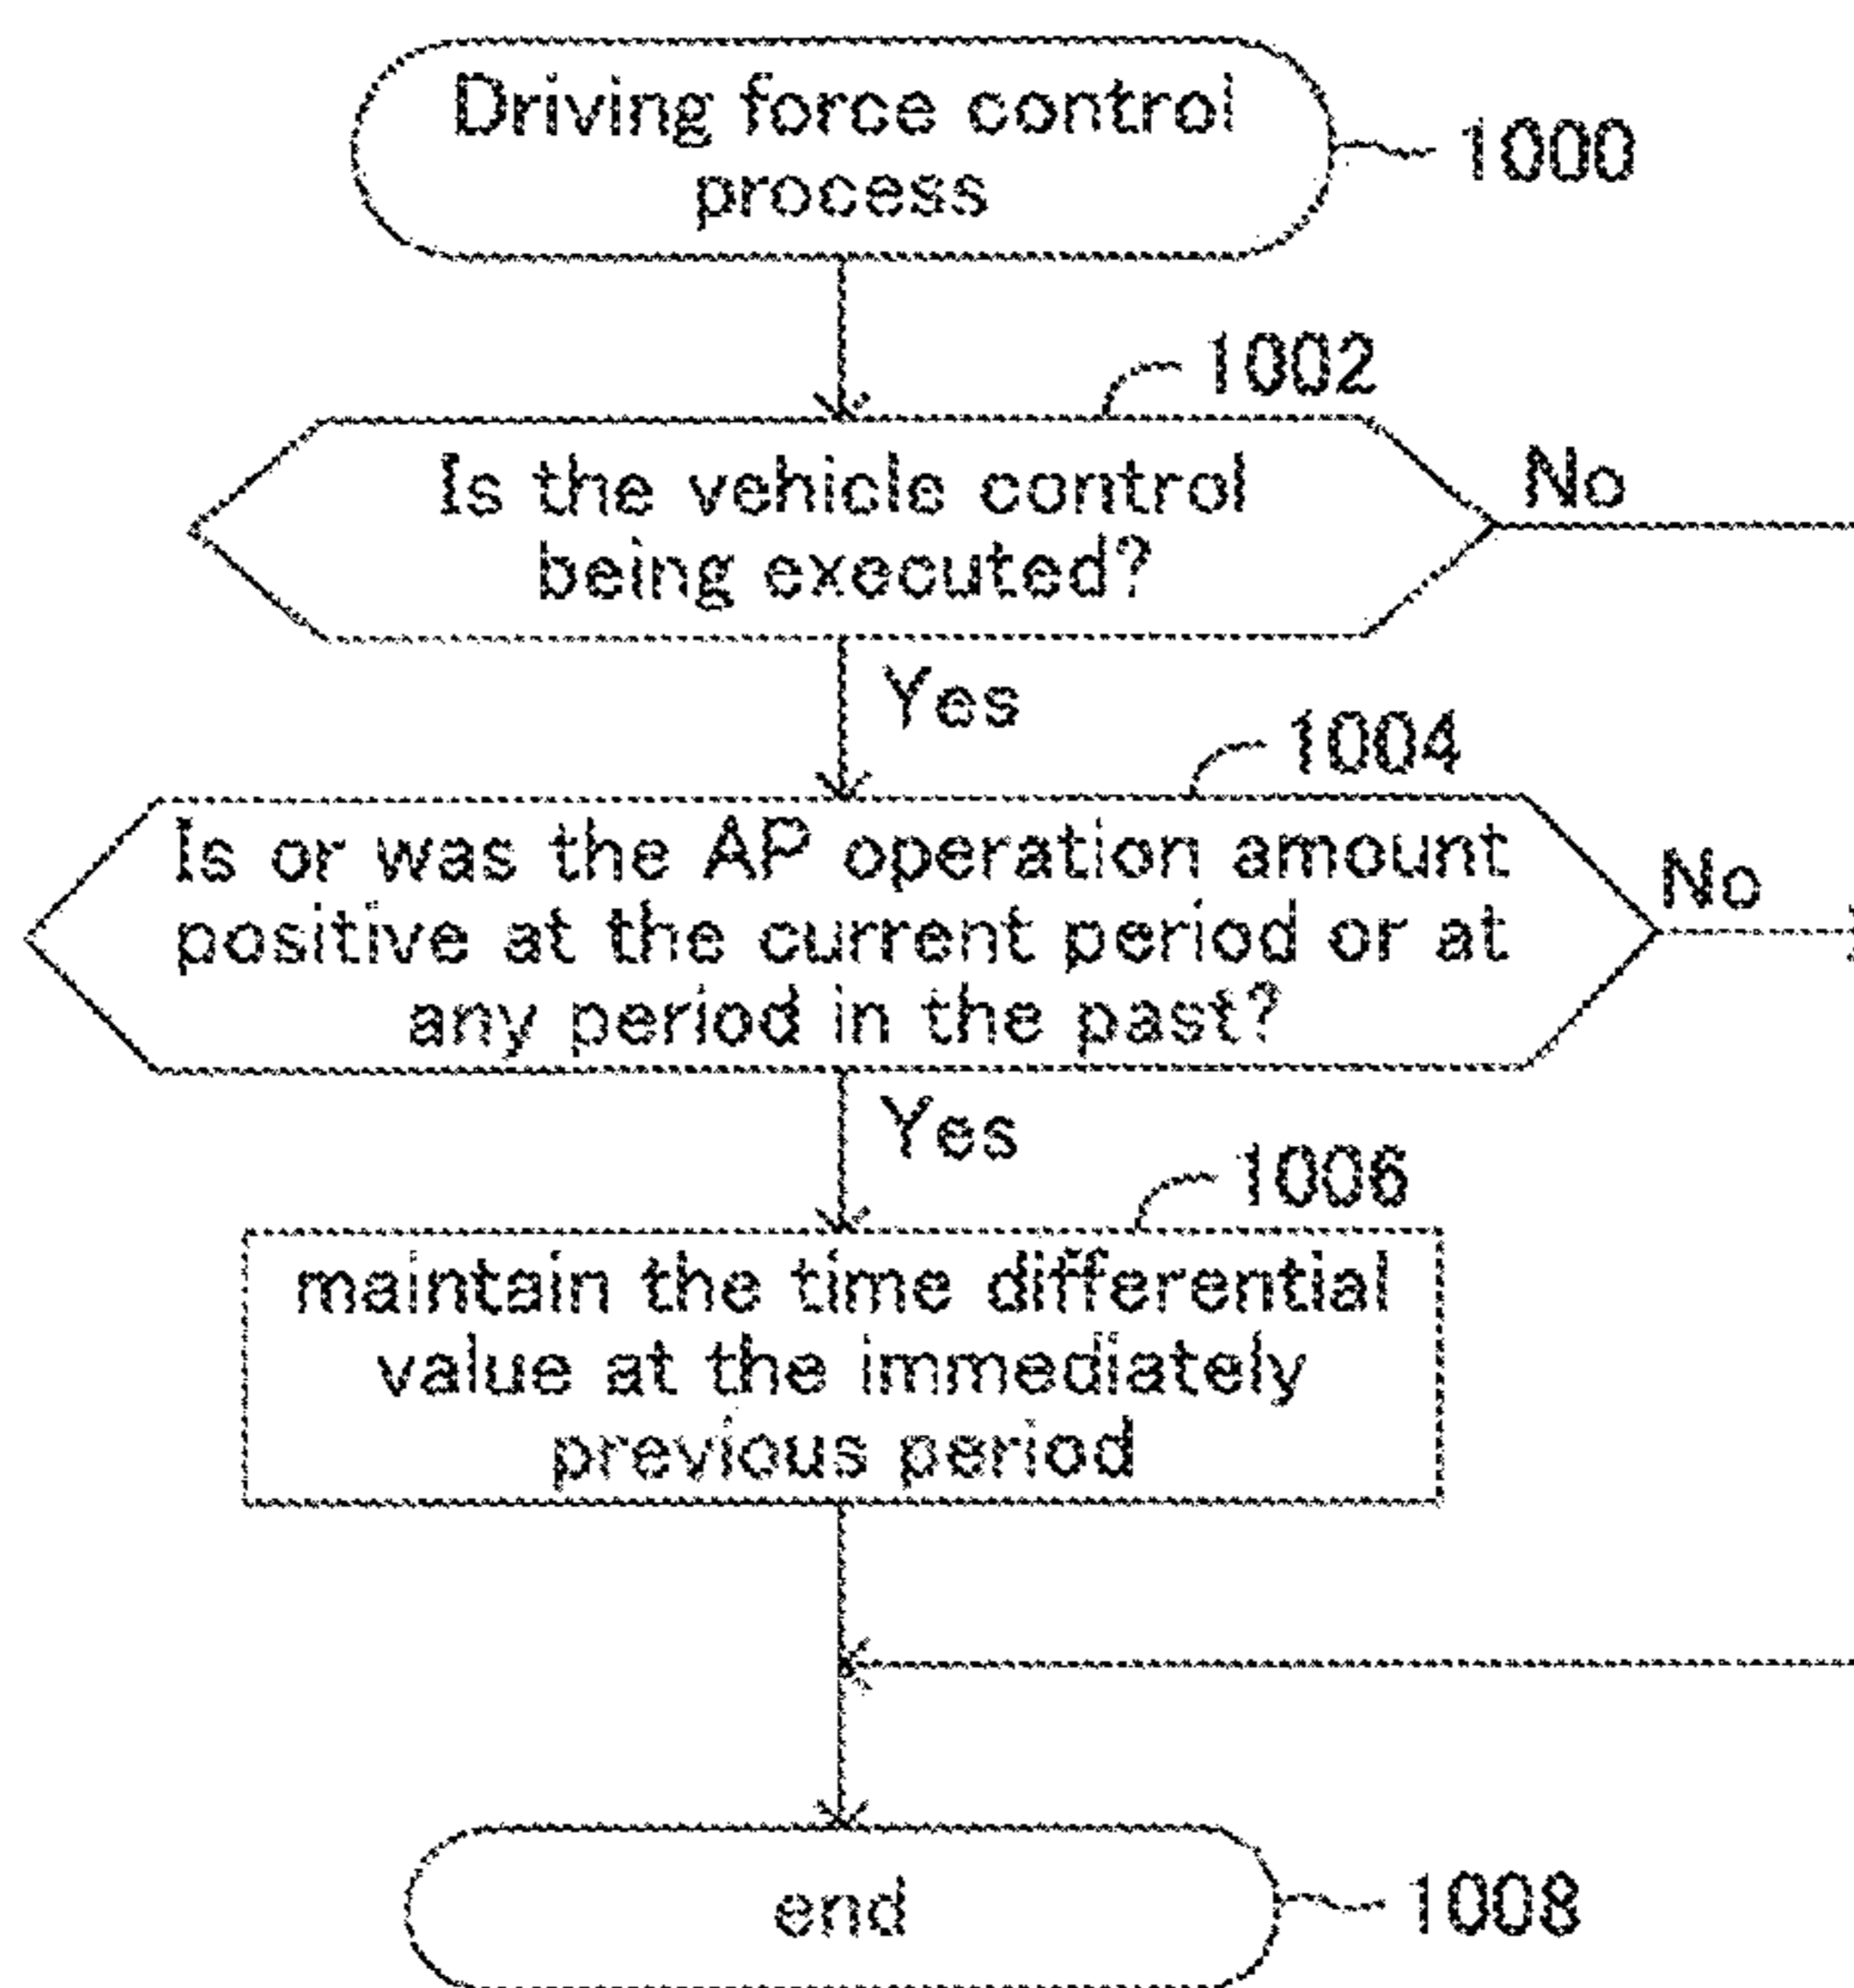 Driving force control
process
1000
1002
Is the vehicle control
being executed?
No
Yes
1004
Is or was the AP operation amount
positive at the current period or at
any period in the past?
No
Yes
1006
maintain the time differential
value at the immediately
previous period
end
1008